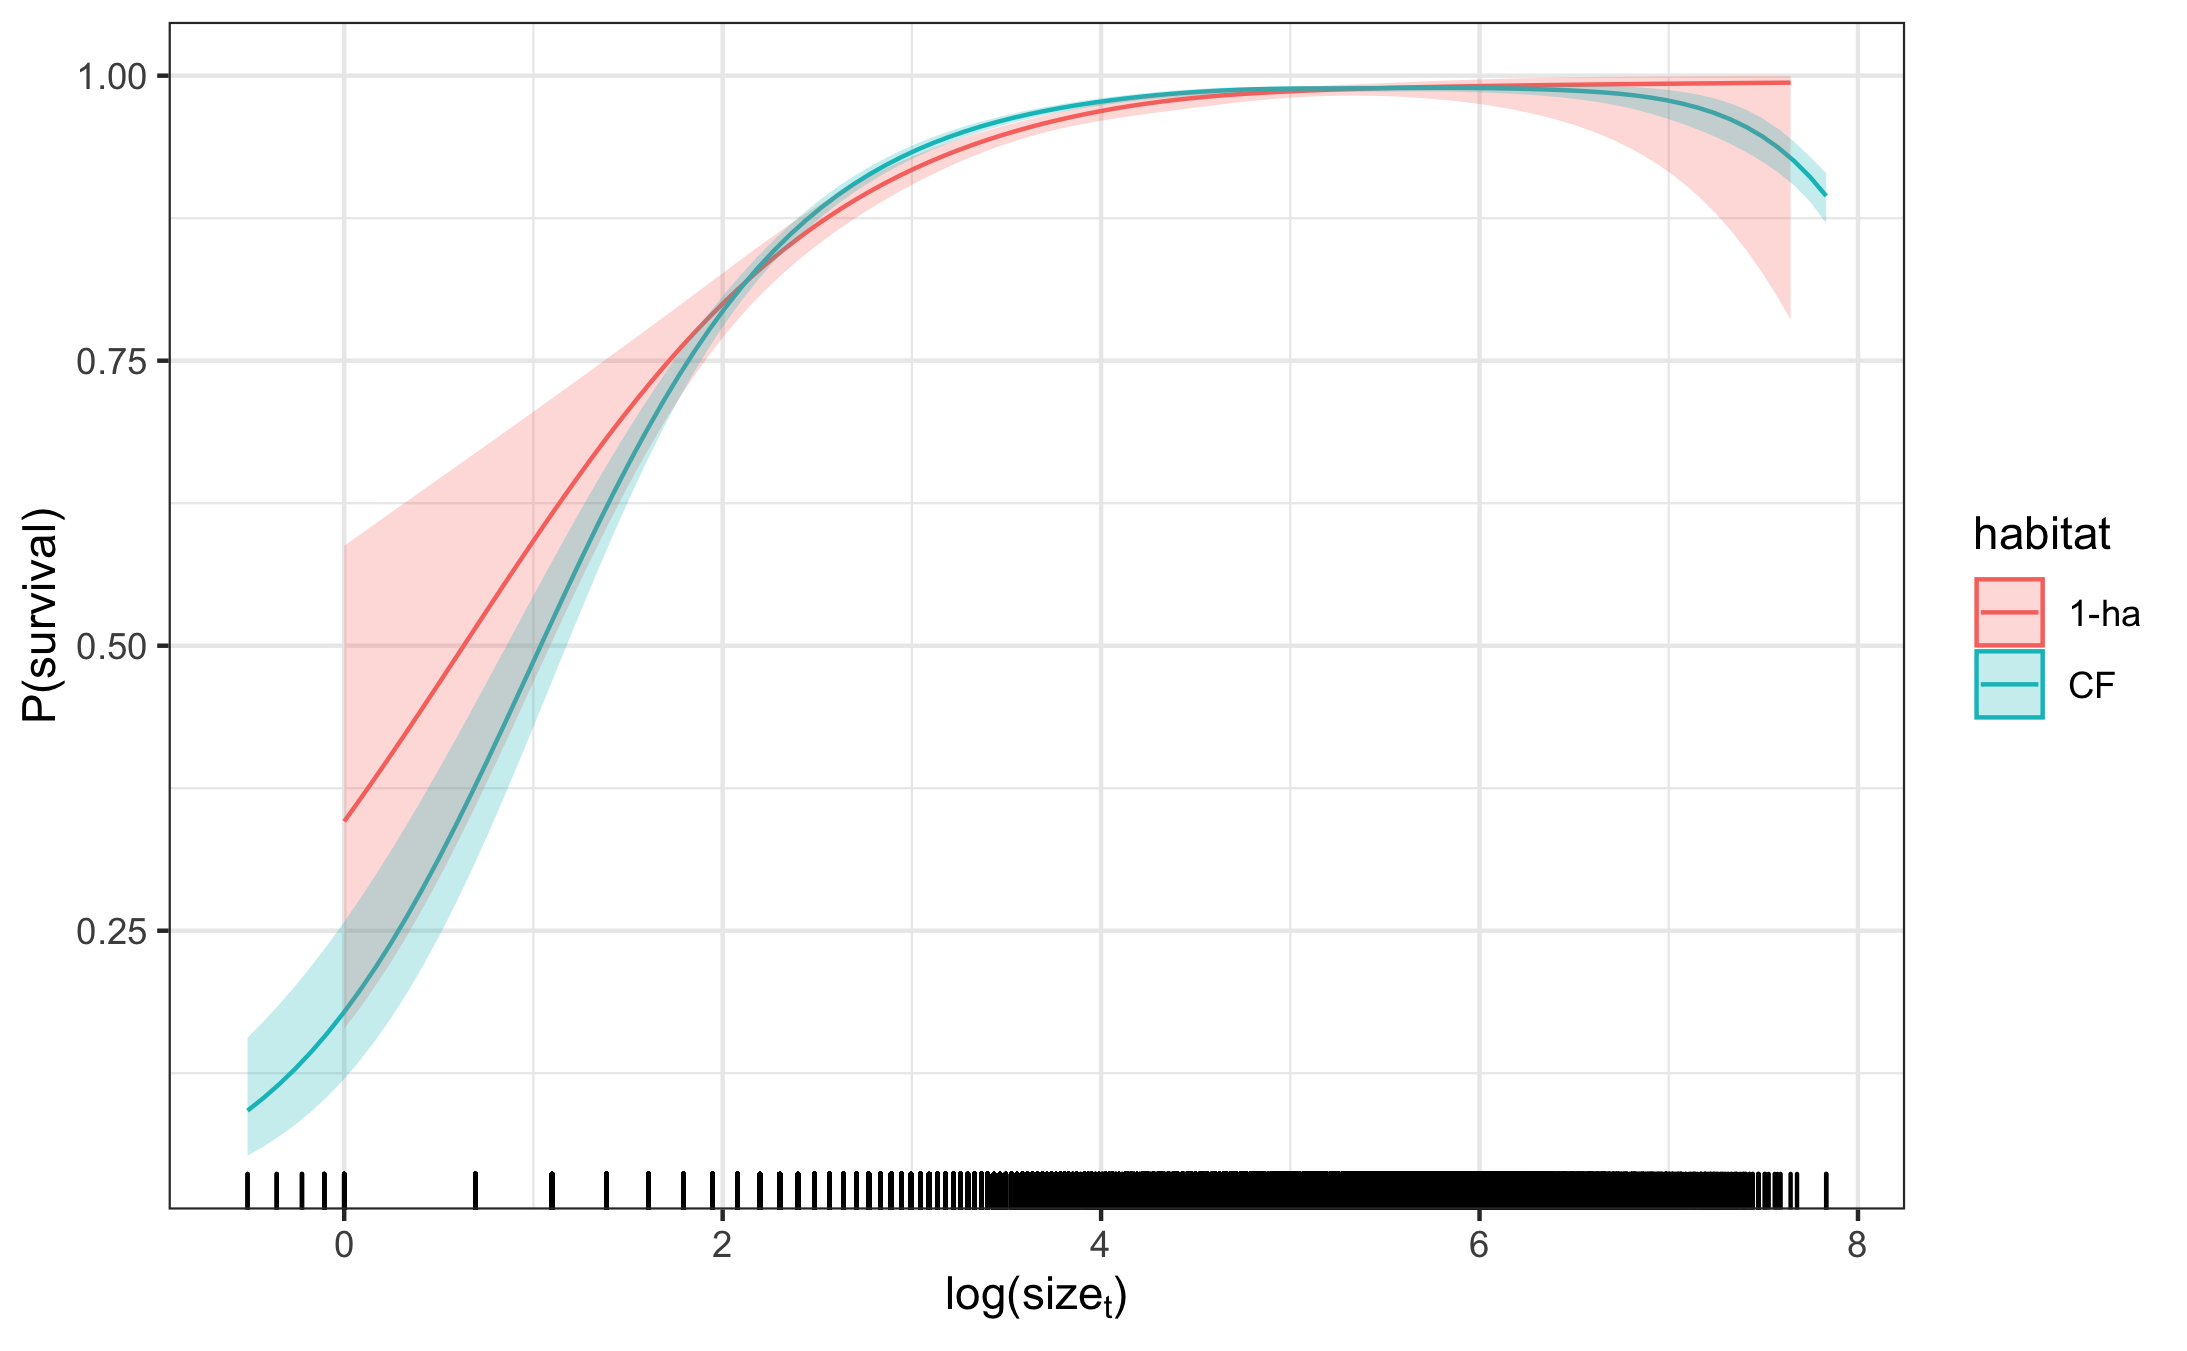 1.00
0.75
0.50
0.25
P(survival)
0 2 4 6 8
log(sizeₜ)
habitat
1-ha
CF